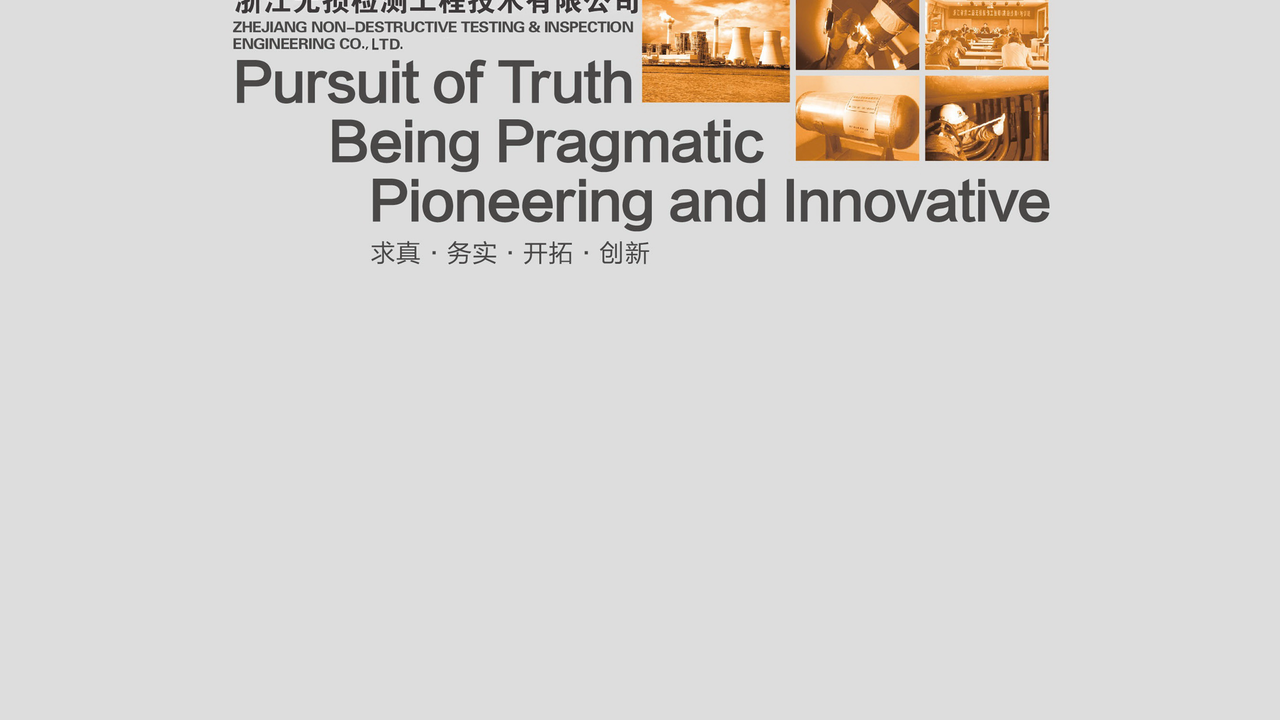 浙江无损检测工程技术有限公司
ZHEJIANG NON-DESTRUCTIVE TESTING & INSPECTION
ENGINEERING CO., LTD.
Pursuit of Truth
Being Pragmatic
Pioneering and Innovative
求真 · 务实 · 开拓 · 创新